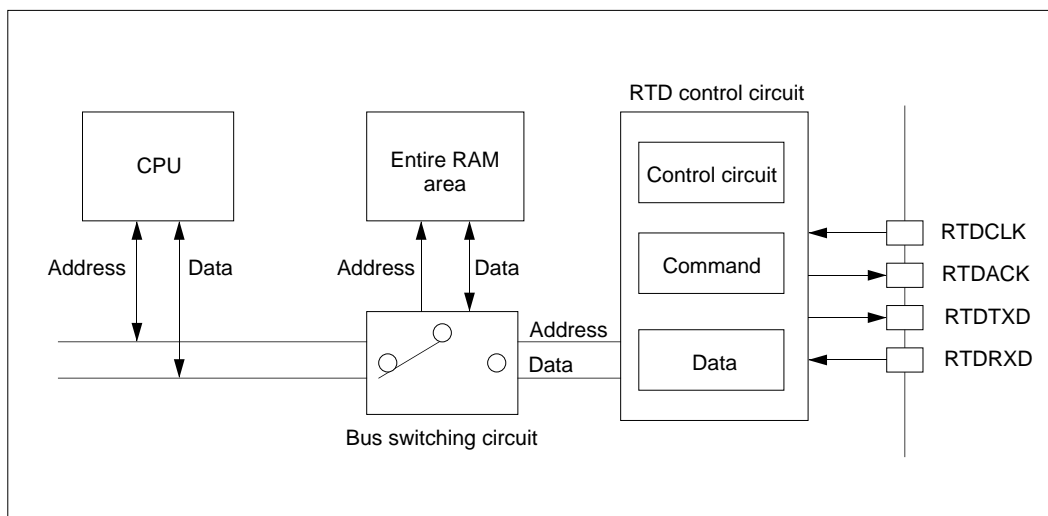 RTD control circuit
CPU
Entire RAM
area
Control circuit
Command
Data
RTDCLK
RTDACK
RTDTXD
RTDRXD
Address
Data
Address
Data
Address
Data
Bus switching circuit